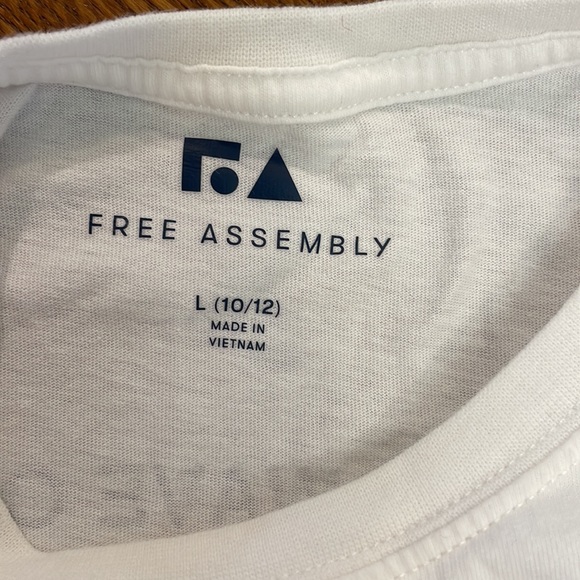 FREE ASSEMBLY
L (10/12)
MADE IN
VIETNAM